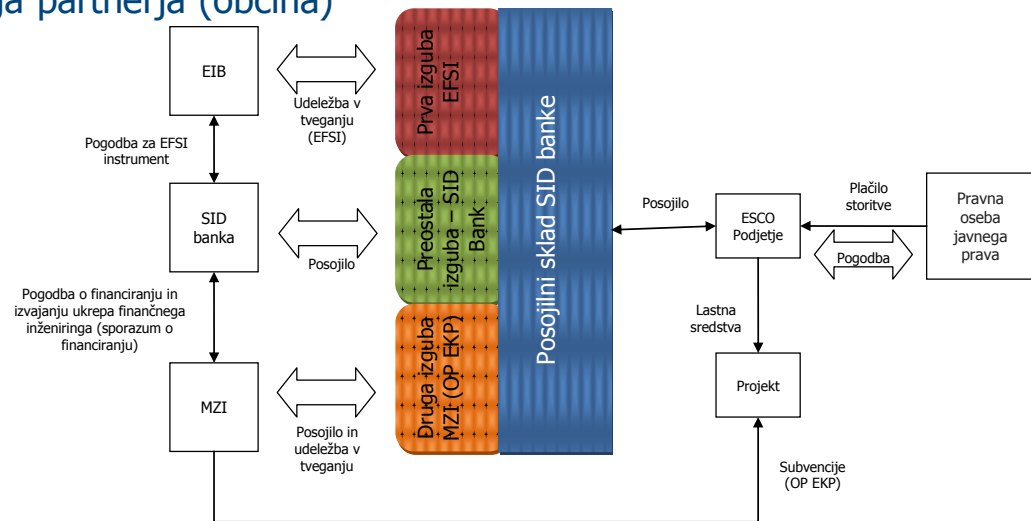 ga partnerja (občina)
EIB
Udeležba v
tveganju
(EFSI)
Pogodba za EFSI
instrument
SID
banka
Posojilo
Pogodba o financiranju in
izvajanju ukrepa finančnega
inženiringa (sporazum o
financiranju)
MZI
Posojilo in
udeležba v
tveganju
Prva izguba
EFSI
Preostala
izguba – SID
Bank
Druga izguba
MZI (OP EKP)
Posojilni sklad SID banke
Posojilo
ESCO
Podjetje
Plačilo
storitve
Pogodba
Pravna
oseba
javnega
prava
Lastna
sredstva
Projekt
Subvencije
(OP EKP)